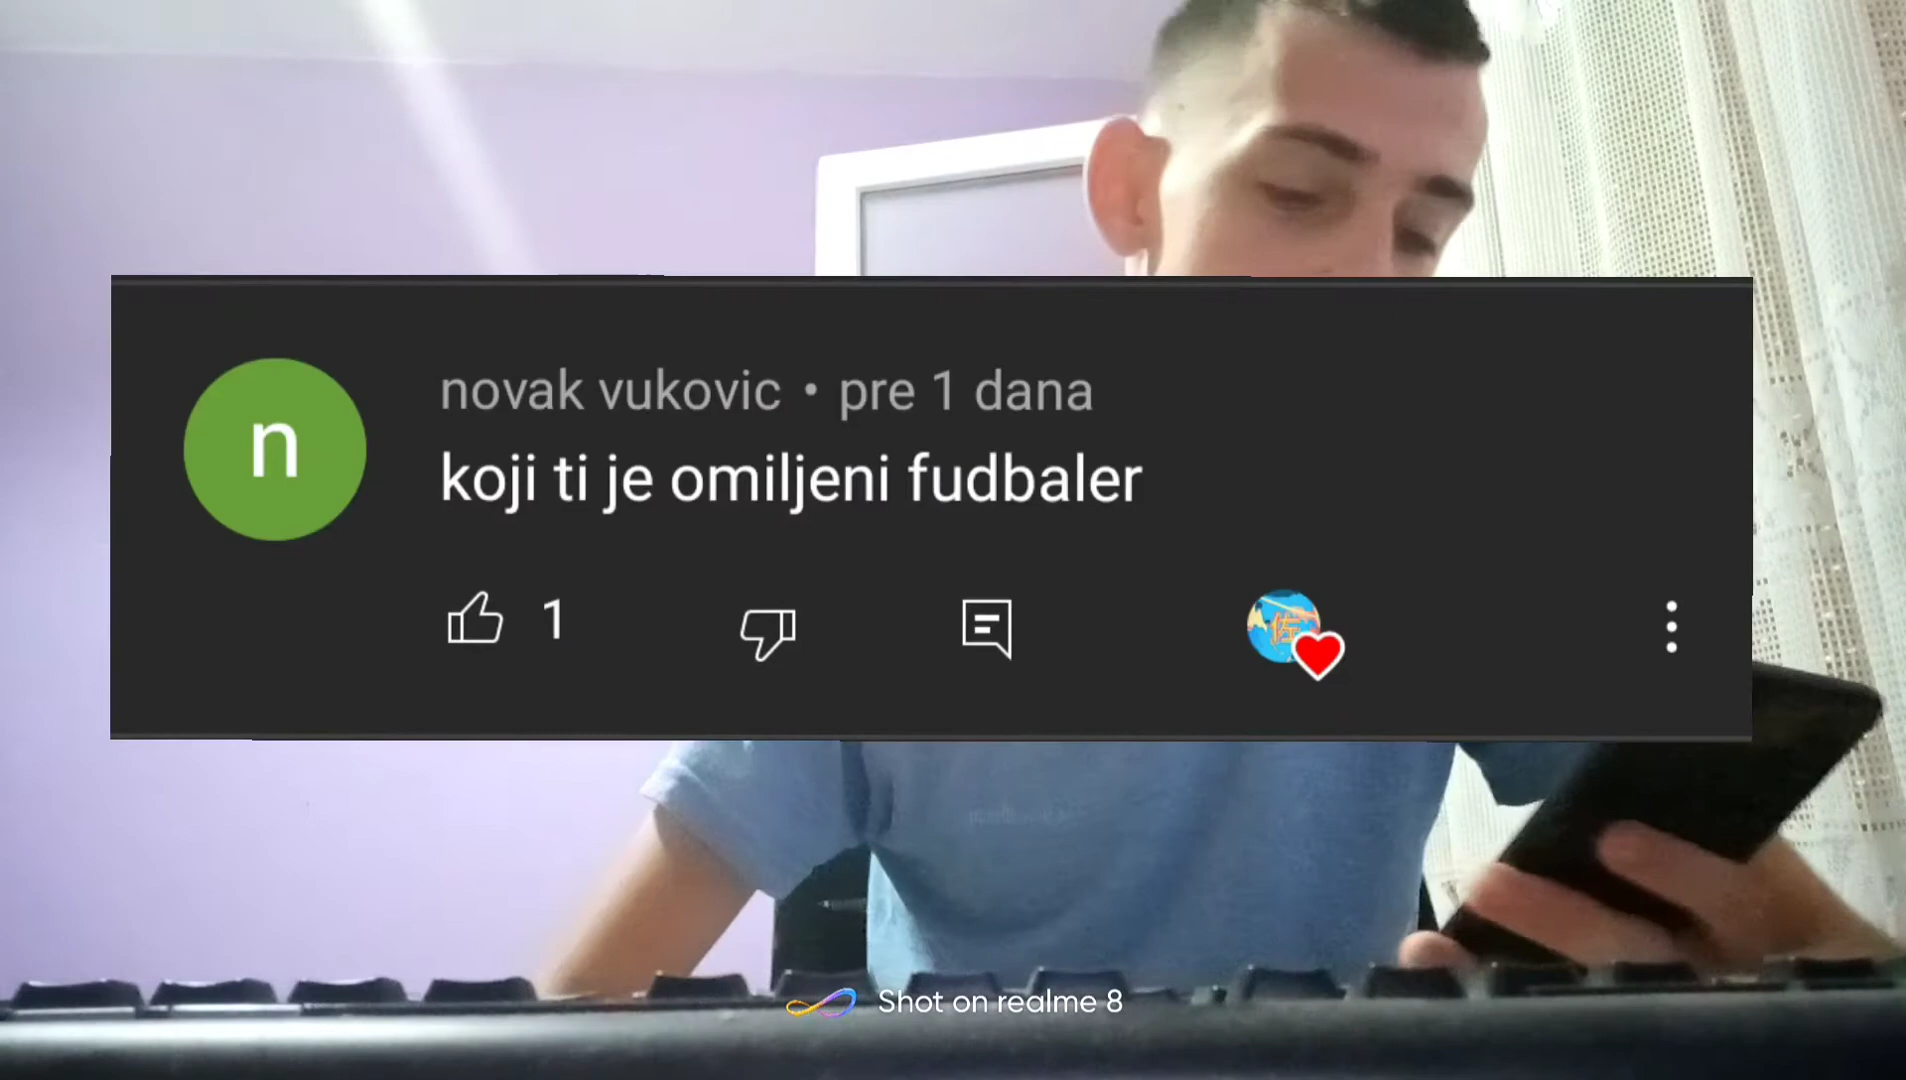 n
novak vukovic • pre 1 dana
koji ti je omiljeni fudbaler
1
Shot on realme 8